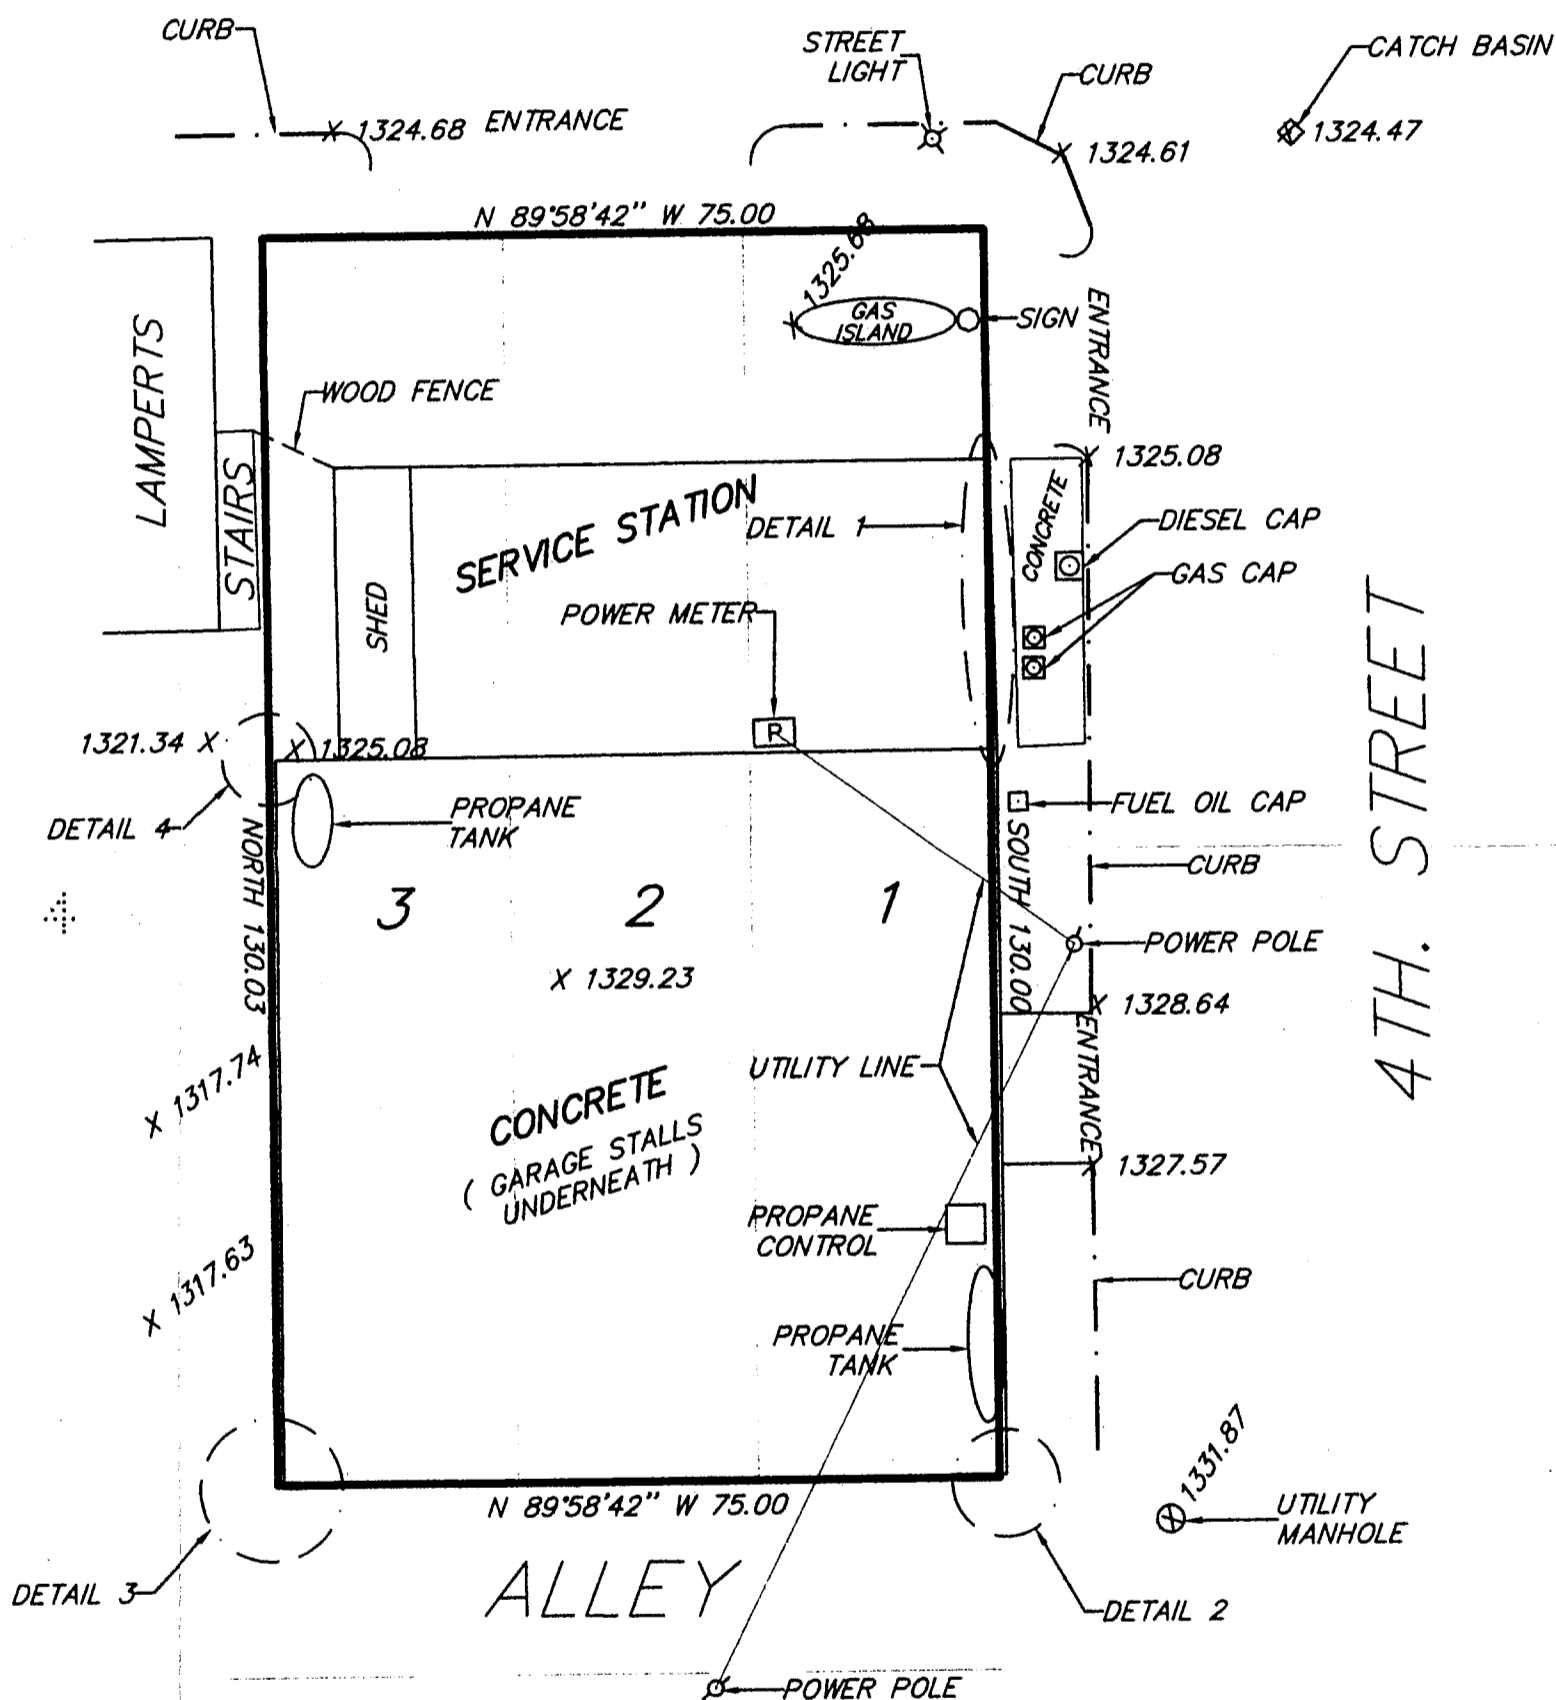 CURB
STREET
LIGHT
CURB
CATCH BASIN
1324.68 ENTRANCE
1324.61
1324.47
N 89°58'42" W 75.00
1325.68
GAS
ISLAND
SIGN
ENTRANCE
LAMPERTS
WOOD FENCE
STAIRS
SHED
SERVICE STATION
DETAIL 1
CONCRETE
1325.08
DIESEL CAP
GAS CAP
POWER METER
R
4TH. STREET
1321.34
1325.08
DETAIL 4
PROPANE
TANK
FUEL OIL CAP
NORTH 130.03
SOUTH 130.00
CURB
3
2
1
POWER POLE
1329.23
1328.64
ENTRANCE
UTILITY LINE
1317.74
CONCRETE
( GARAGE STALLS
UNDERNEATH )
1327.57
PROPANE
CONTROL
1317.63
CURB
PROPANE
TANK
1331.87
N 89°58'42" W 75.00
UTILITY
MANHOLE
ALLEY
DETAIL 3
DETAIL 2
POWER POLE